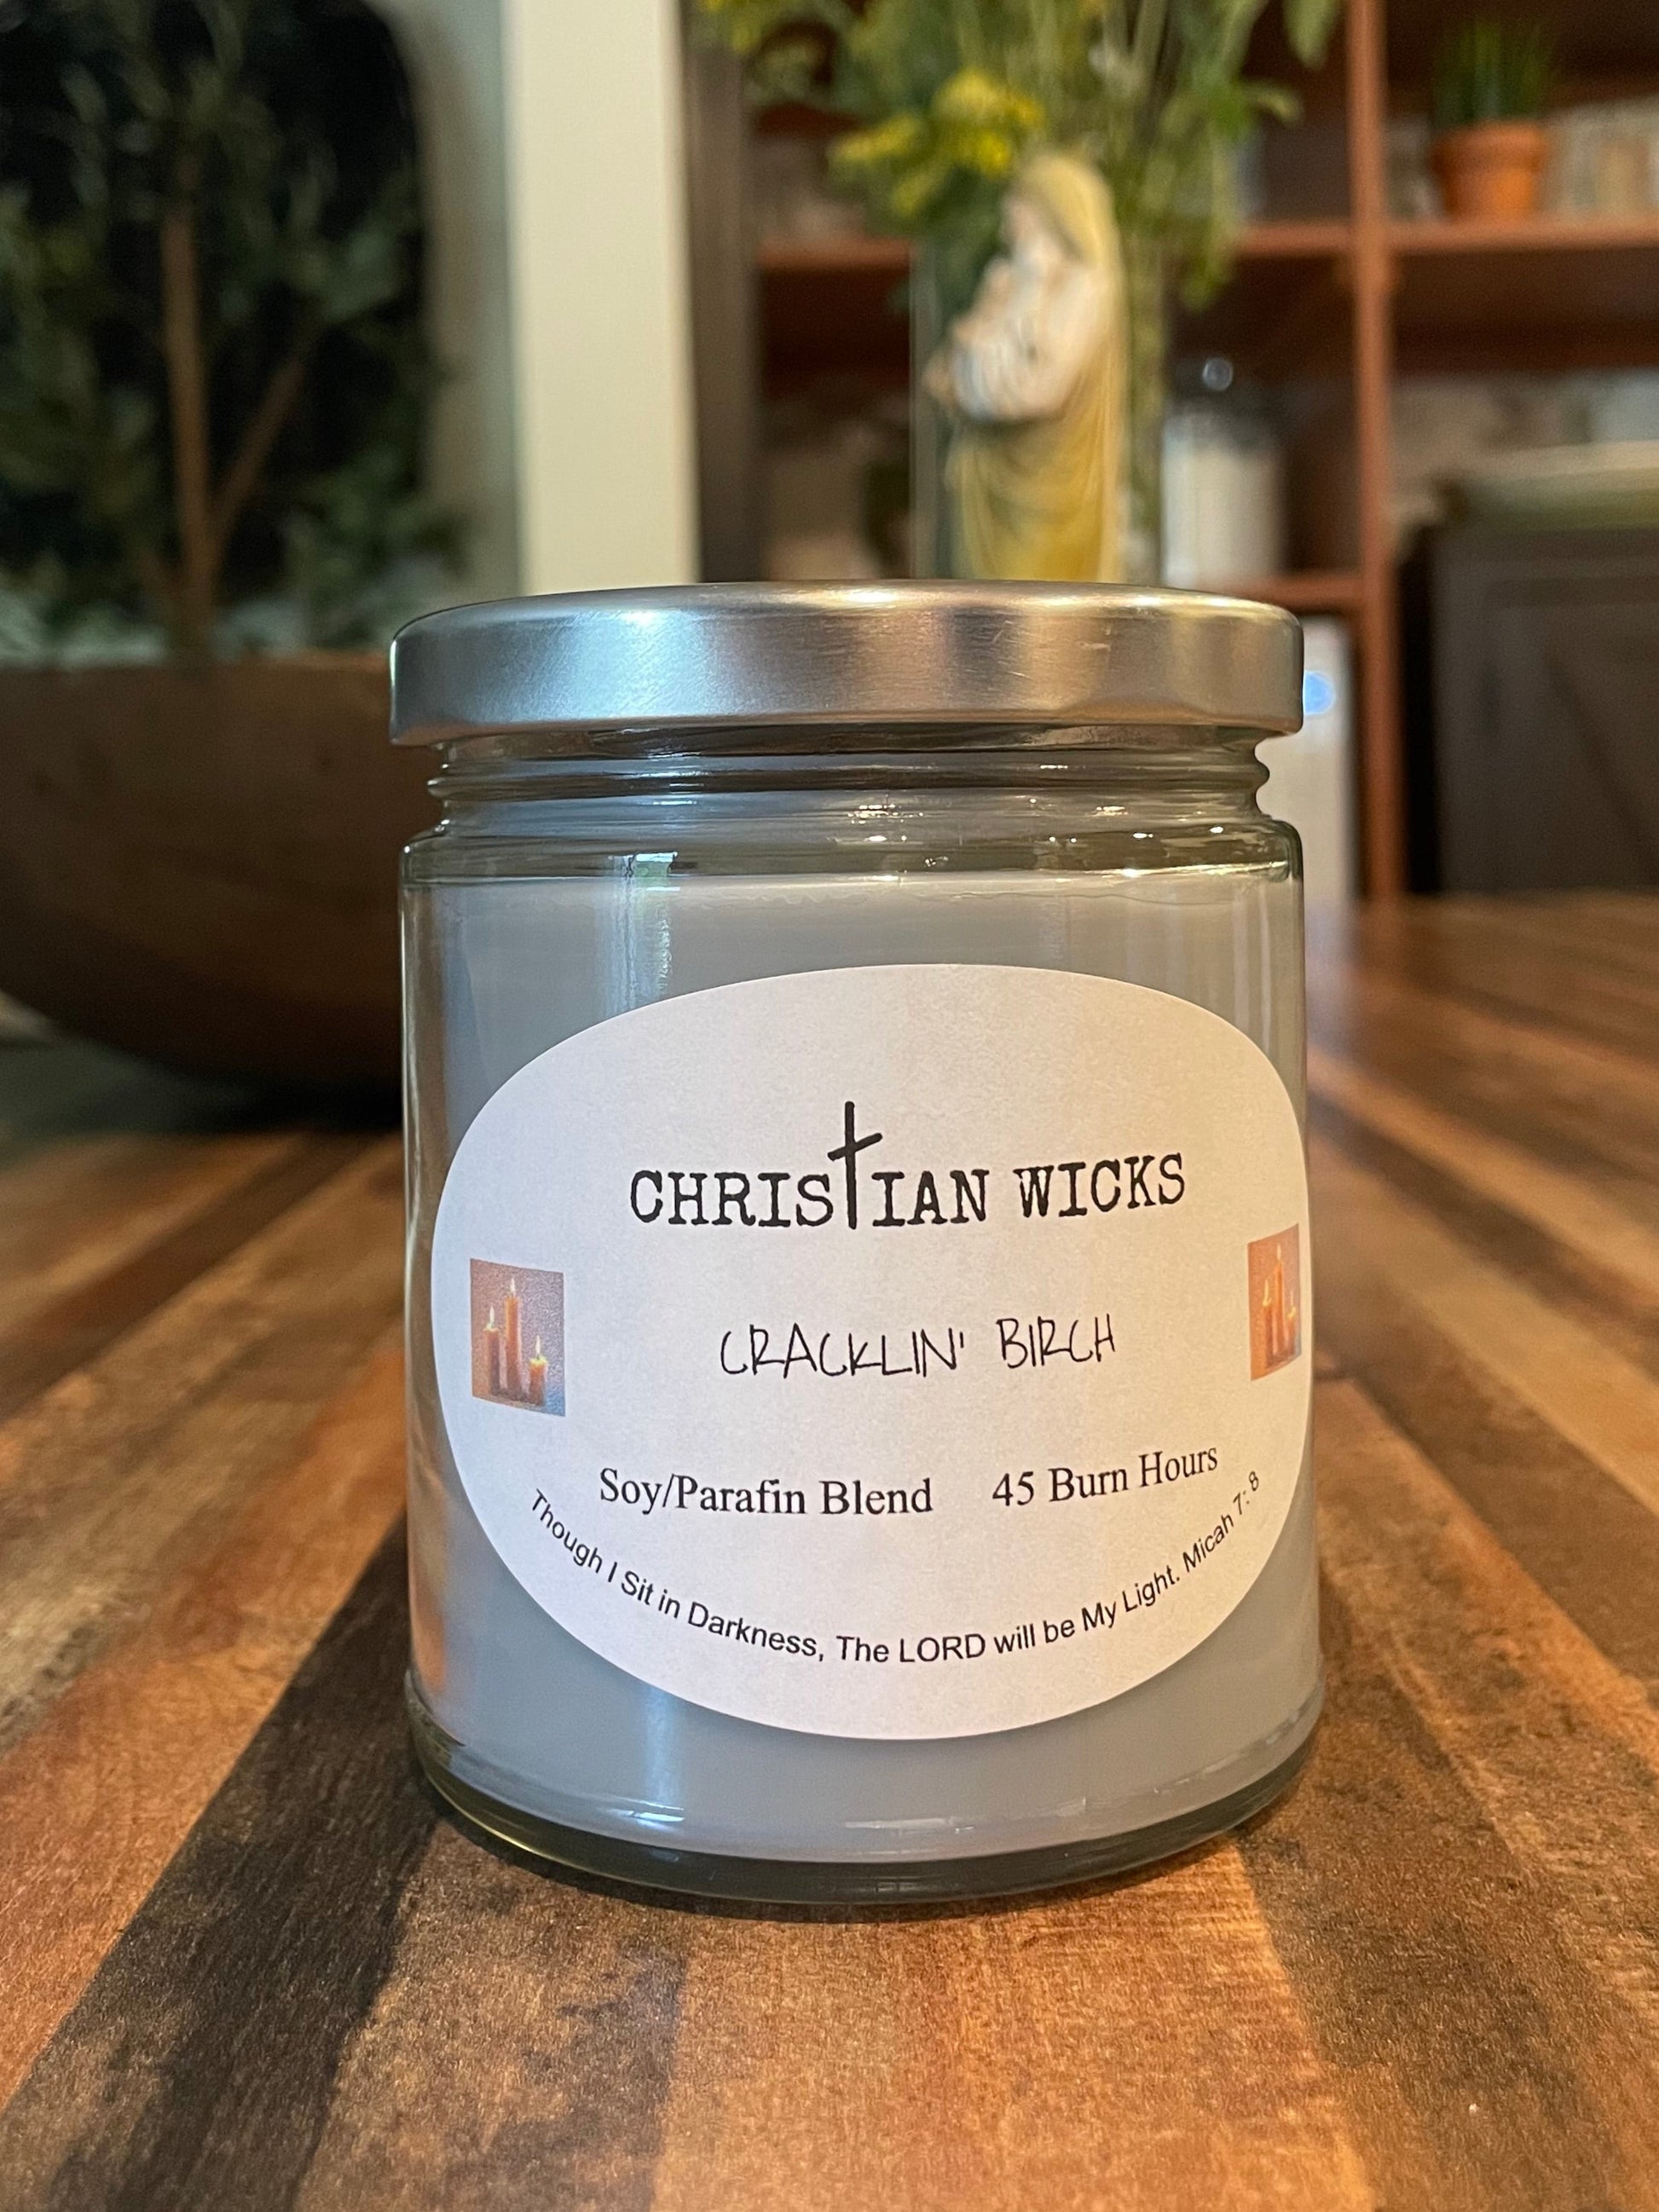 CHRISTIAN WICKS
CRACKLIN' BIRCH
Soy/Parafin Blend 45 Burn Hours
Though I Sit in Darkness, The LORD will be My Light. Micah 7: 8